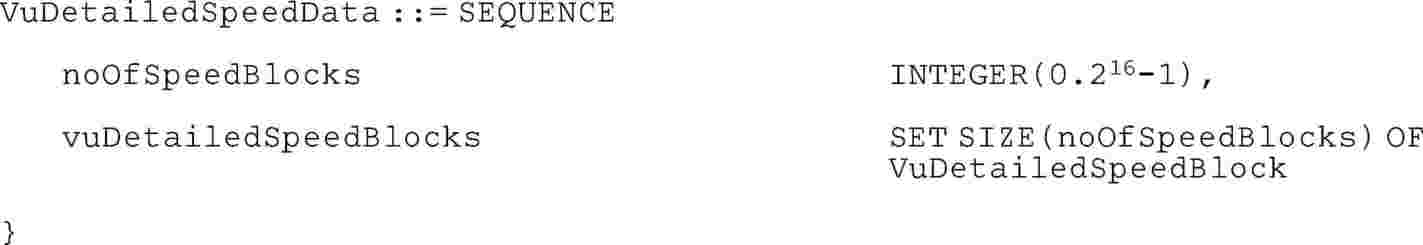 VuDetailedSpeedData ::= SEQUENCE
noOfSpeedBlocks INTEGER(0.2¹⁶-1),
vuDetailedSpeedBlocks SET SIZE(noOfSpeedBlocks) OF
VuDetailedSpeedBlock
}